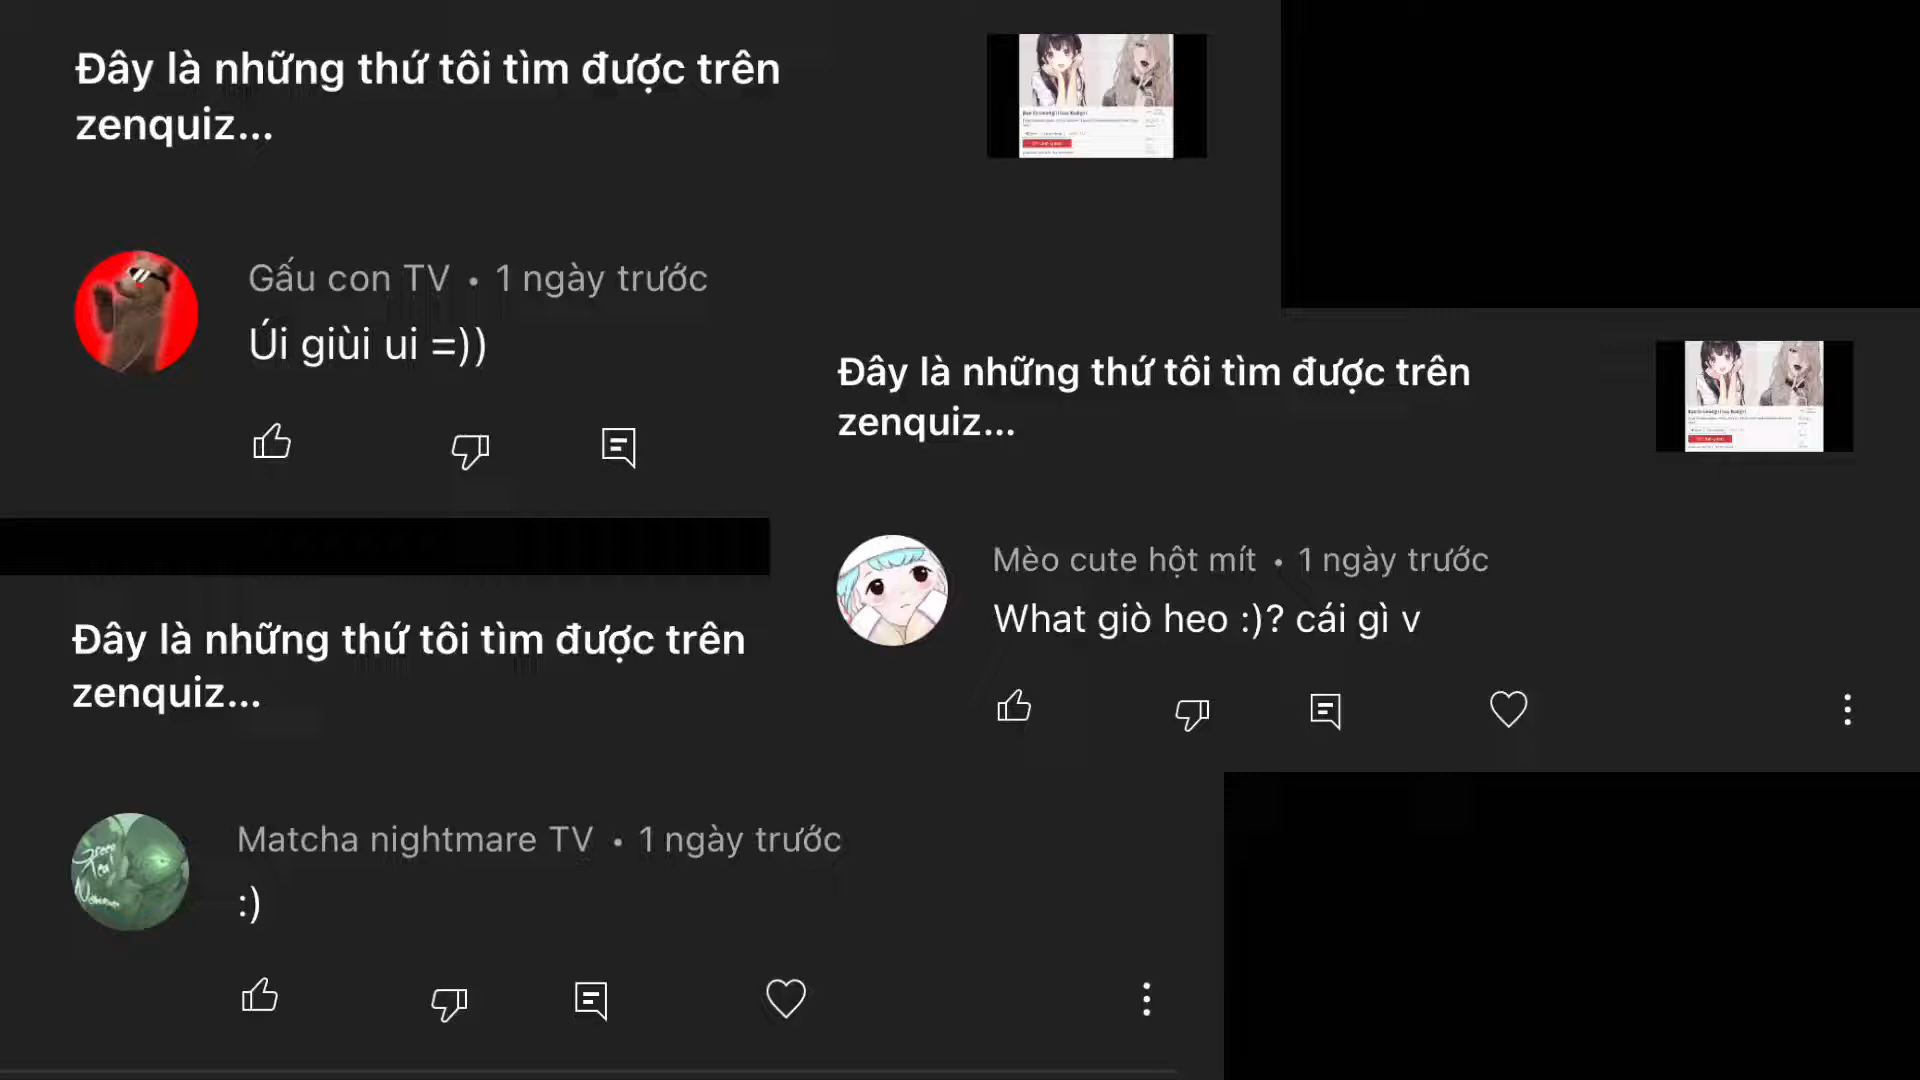 Đây là những thứ tôi tìm được trên
zenquiz...
Gấu con TV • 1 ngày trước
Úi giùi ui =))
Đây là những thứ tôi tìm được trên
zenquiz...
Mèo cute hột mít • 1 ngày trước
What giò heo :)? cái gì v
Đây là những thứ tôi tìm được trên
zenquiz...
Matcha nightmare TV • 1 ngày trước
:)